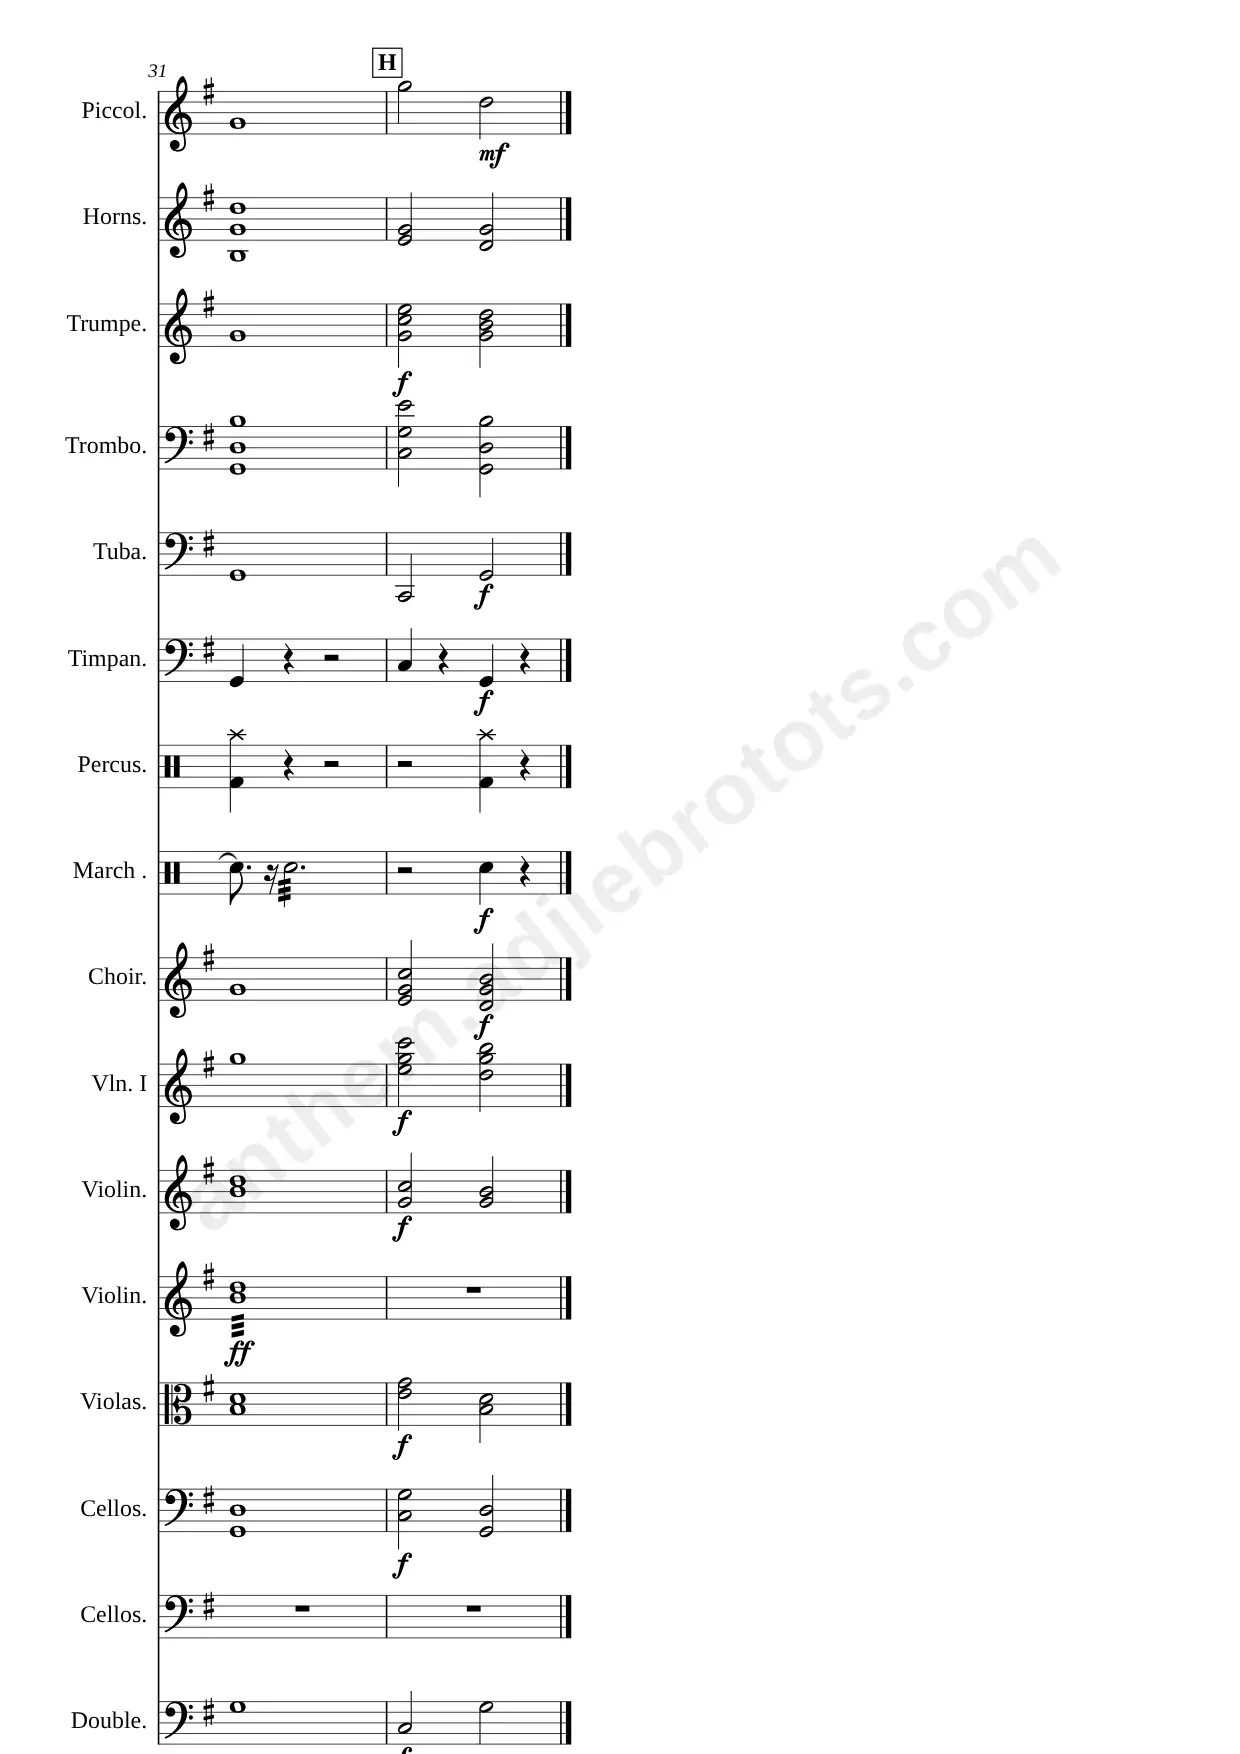 31
H
Piccol.
mf
Horns.
Trumpe.
f
Trombo.
Tuba.
f
Timpan.
f
Percus.
March .
f
Choir.
f
Vln. I
f
Violin.
f
Violin.
ff
Violas.
f
Cellos.
f
Cellos.
Double.
f
anthem.adjiebrotots.com